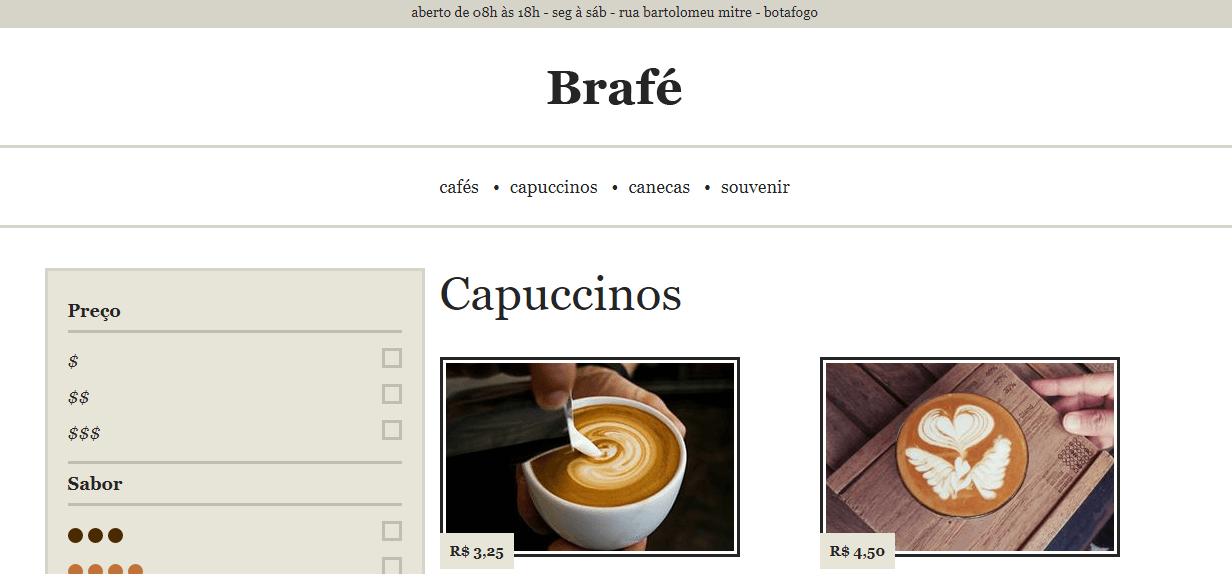 aberto de 08h às 18h - seg à sáb - rua bartolomeu mitre - botafogo
Brafé
cafés • capuccinos • canecas • souvenir
Preço
$
$$
$$$
Sabor
Capuccinos
R$ 3,25
R$ 4,50